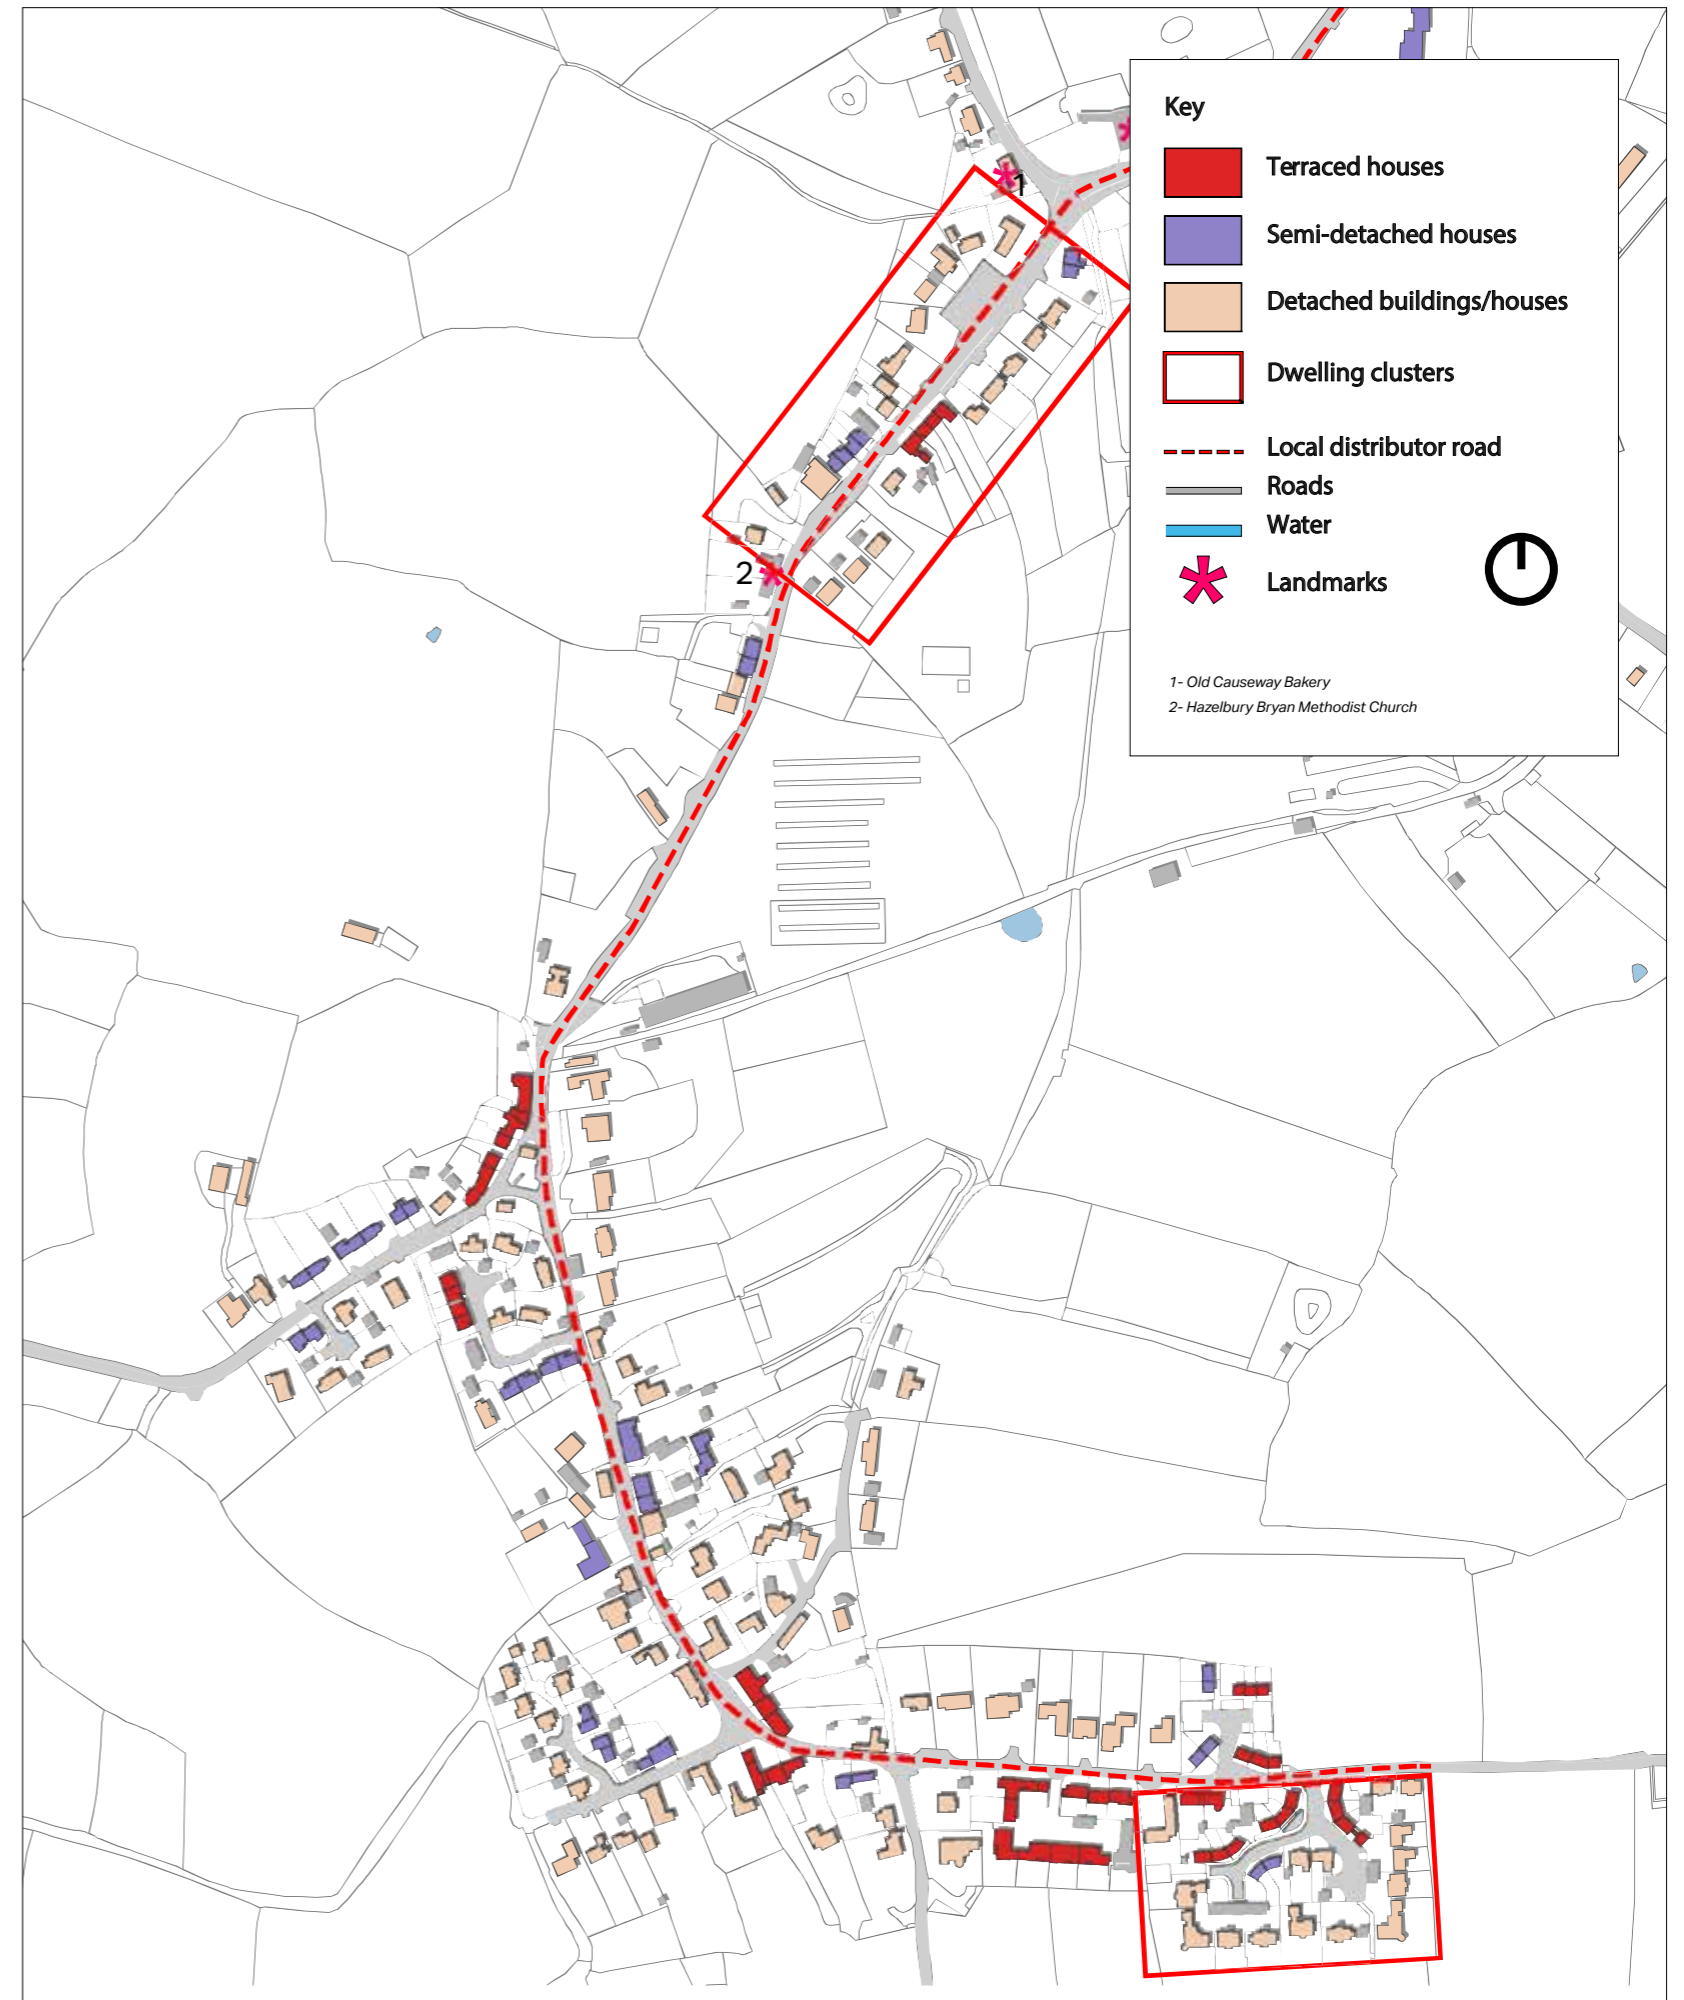 1
2
Key
Terraced houses
Semi-detached houses
Detached buildings/houses
Dwelling clusters
Local distributor road
Roads
Water
Landmarks
1- Old Causeway Bakery
2- Hazelbury Bryan Methodist Church